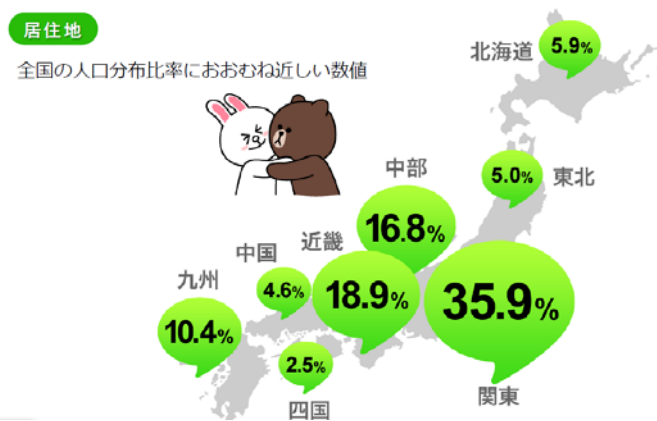 居住地
全国の人口分布比率におおむね近しい数値
北海道
5.9%
5.0%
東北
中部
16.8%
近畿
18.9%
中国
4.6%
九州
10.4%
35.9%
関東
2.5%
四国